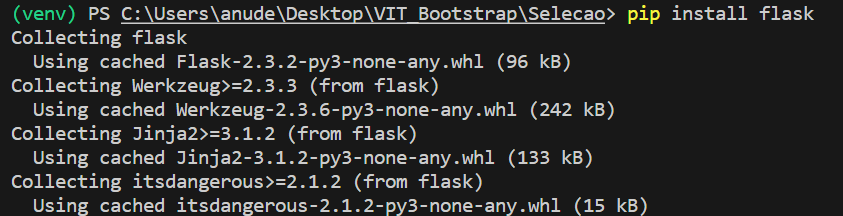 (venv) PS C:\Users\anude\Desktop\VIT_Bootstrap\Selecao> pip install flask
Collecting flask
  Using cached Flask-2.3.2-py3-none-any.whl (96 kB)
Collecting Werkzeug>=2.3.3 (from flask)
  Using cached Werkzeug-2.3.6-py3-none-any.whl (242 kB)
Collecting Jinja2>=3.1.2 (from flask)
  Using cached Jinja2-3.1.2-py3-none-any.whl (133 kB)
Collecting itsdangerous>=2.1.2 (from flask)
  Using cached itsdangerous-2.1.2-py3-none-any.whl (15 kB)